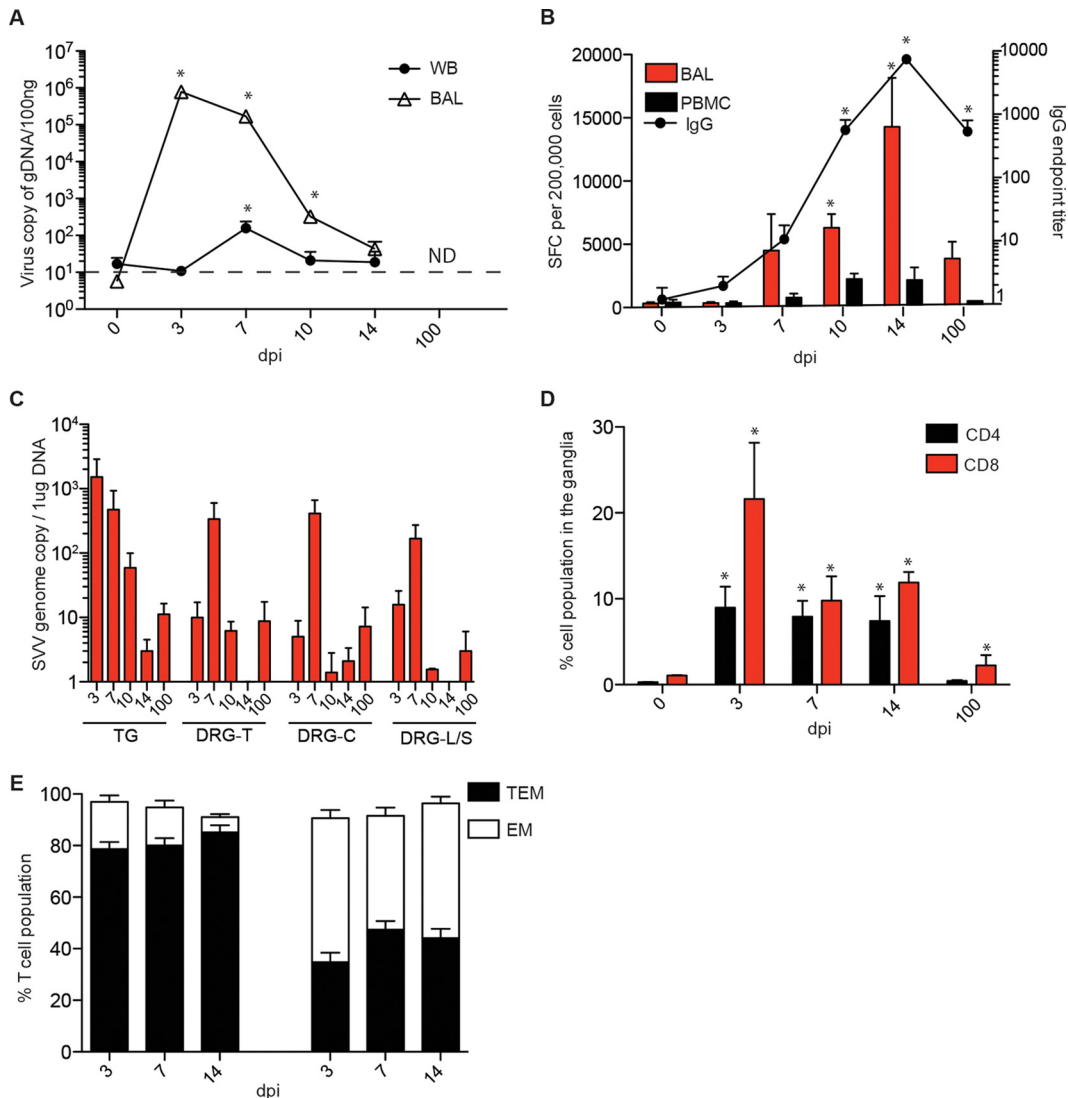 A
Virus copy of gDNA/100ng
10⁷
10⁶
10⁵
10⁴
10³
10²
10¹
10⁰
WB
BAL
*
*
*
*
ND
0 3 7 10 14 100
dpi
B
SFC per 200,000 cells
20000
15000
10000
5000
0
BAL
PBMC
IgG
*
*
*
*
*
10000
1000
100
10
1
IgG endpoint titer
0 3 7 10 14 100
dpi
C
SVV genome copy / 1ug DNA
10⁴
10³
10²
10
1
3 7 10 14 100 3 7 10 14 100 3 7 10 14 100 3 7 10 14 100
TG DRG-T DRG-C DRG-L/S
D
% cell population in the ganglia
30
20
10
0
CD4
CD8
*
*
*
*
*
*
*
0 3 7 14 100
dpi
E
% T cell population
100
80
60
40
20
0
TEM
EM
3 7 14 3 7 14
dpi